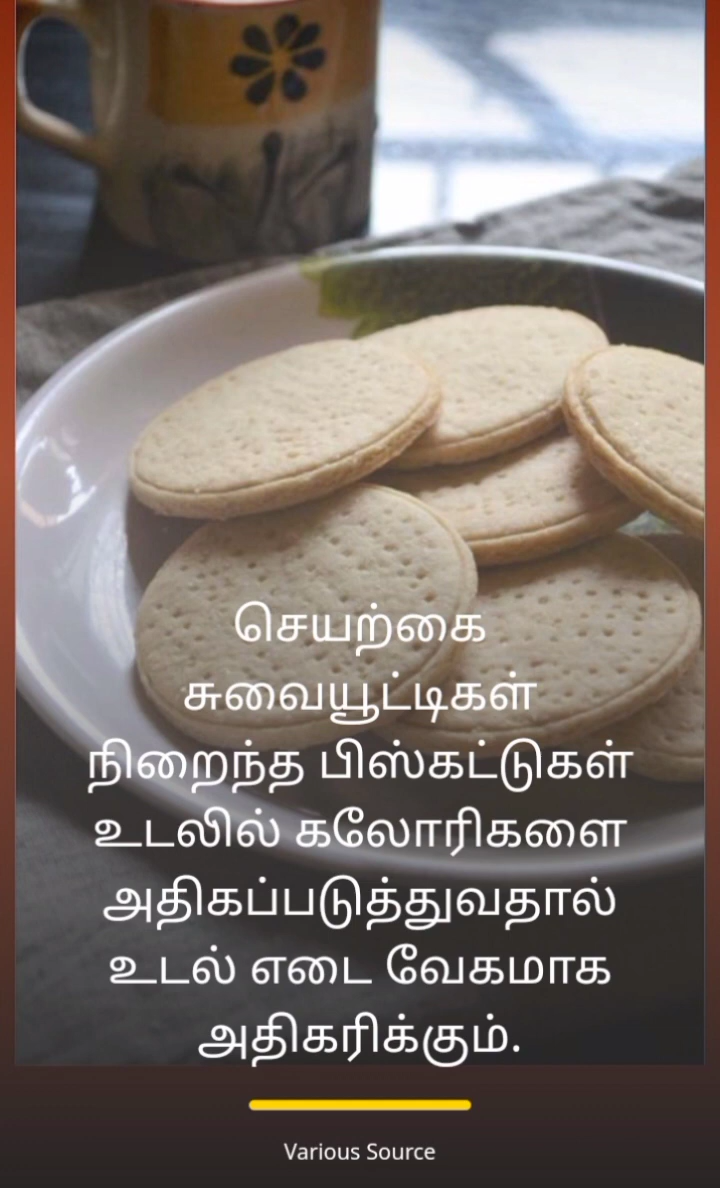 செயற்கை
சுவையூட்டிகள்
நிறைந்த பிஸ்கட்டுகள்
உடலில் கலோரிகளை
அதிகப்படுத்துவதால்
உடல் எடை வேகமாக
அதிகரிக்கும்.
Various Source